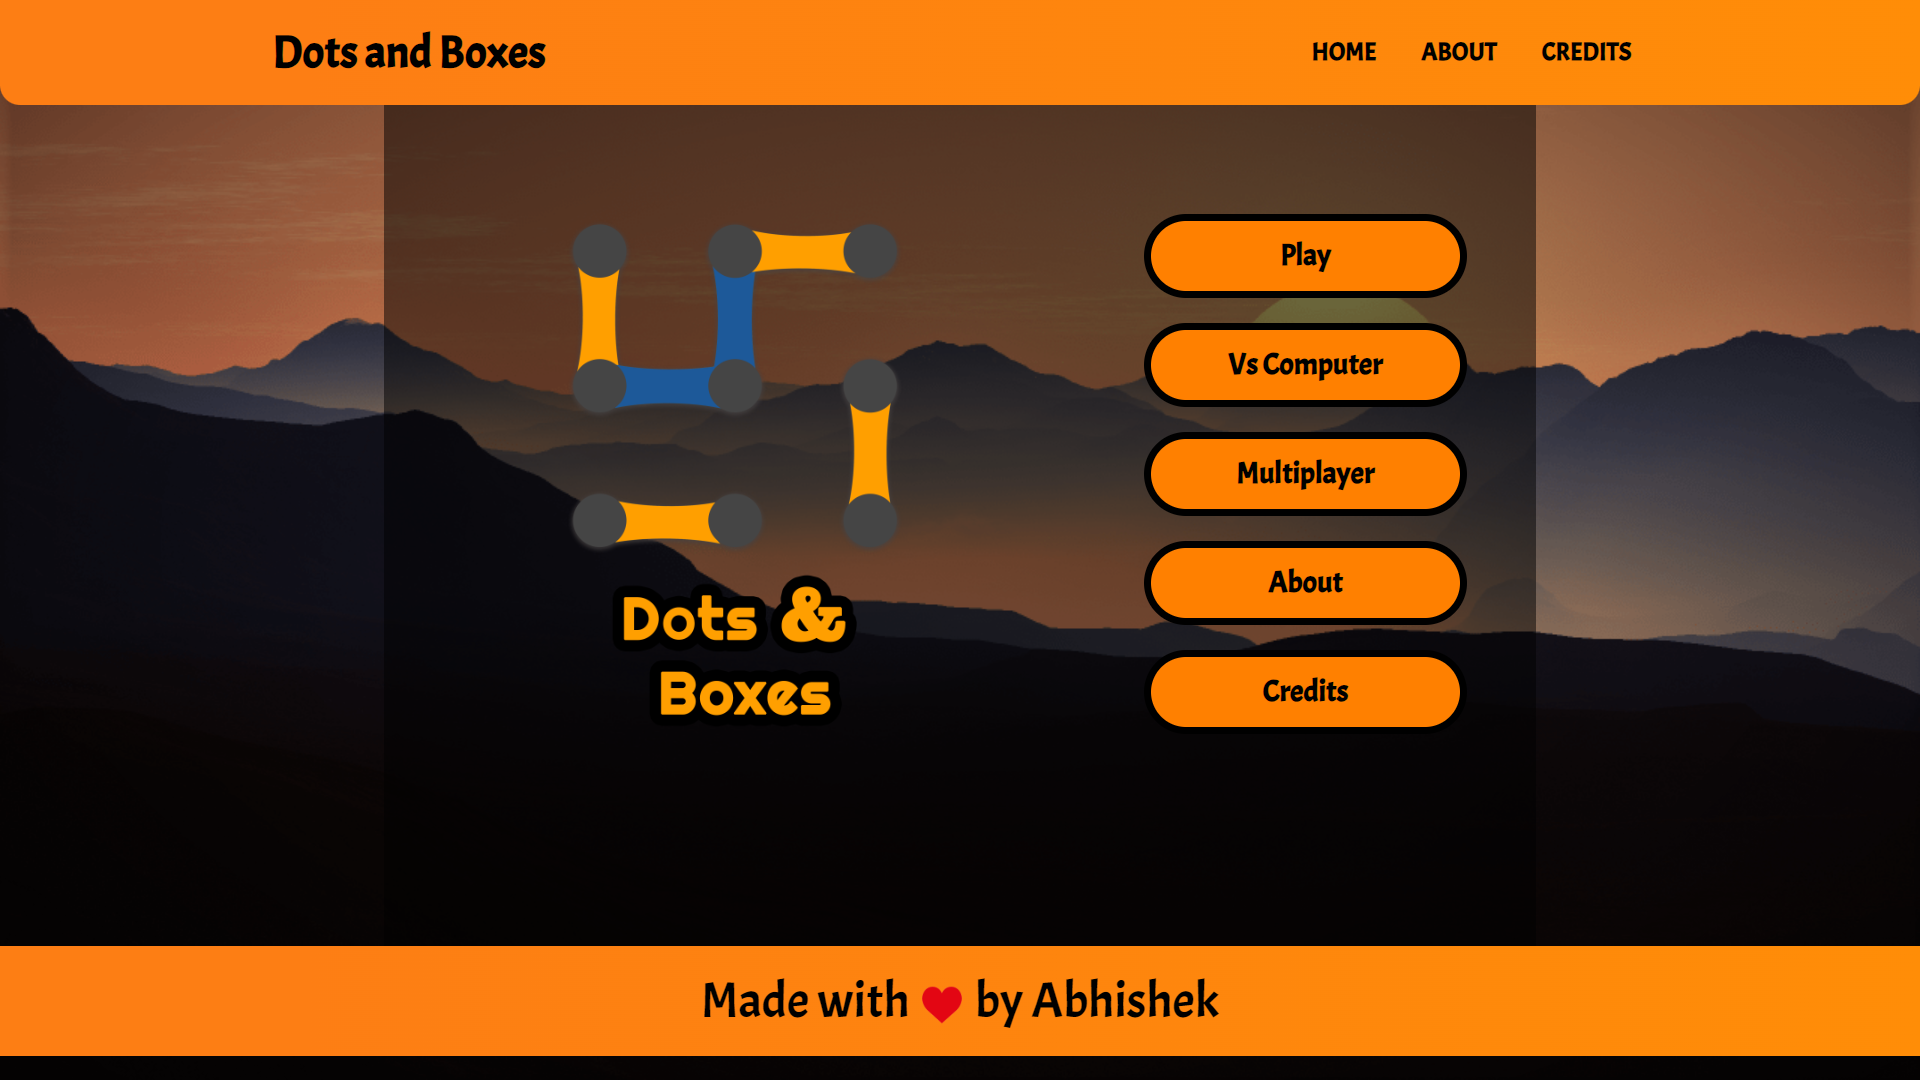 Dots and Boxes
HOME ABOUT CREDITS
Dots &
Boxes
Play
Vs Computer
Multiplayer
About
Credits
Made with ❤ by Abhishek